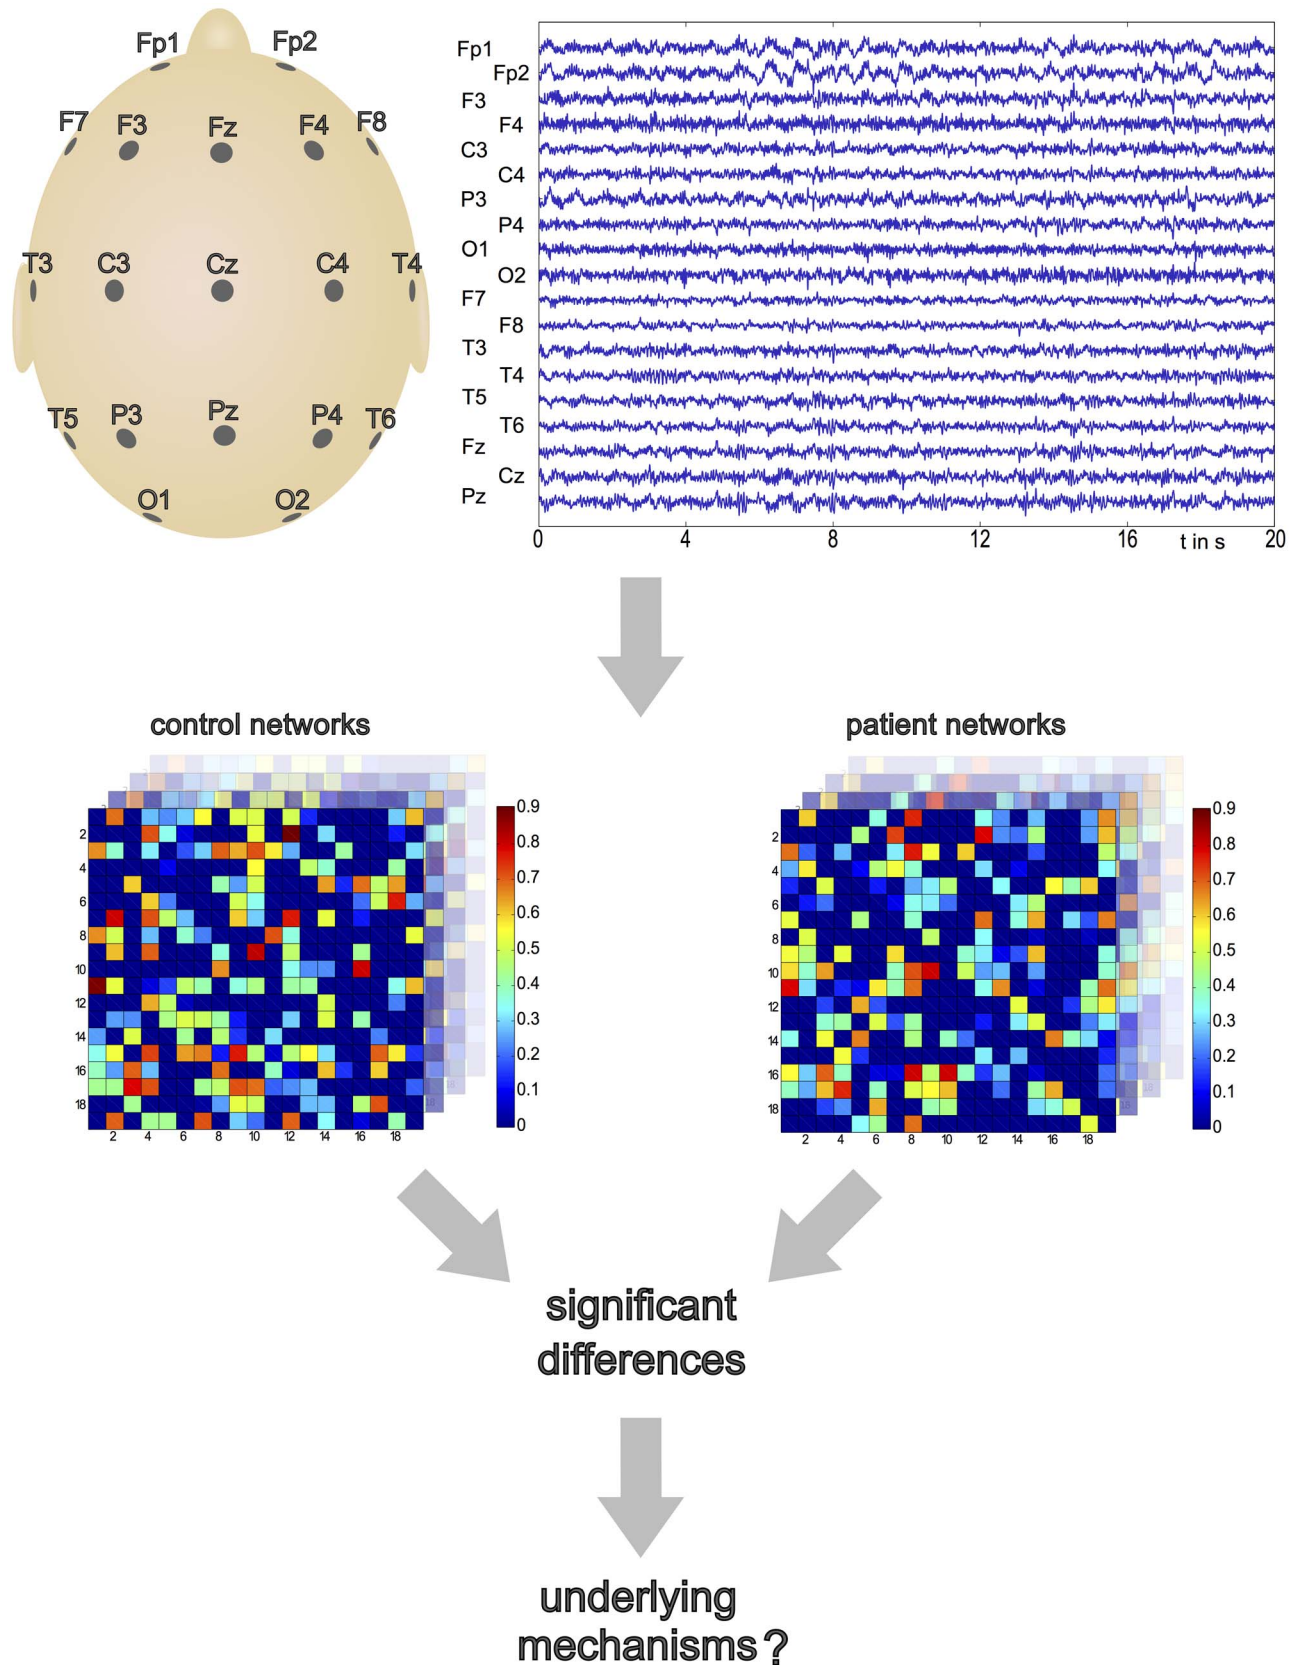 Fp1 Fp2
F7 F3 Fz F4 F8
T3 C3 Cz C4 T4
T5 P3 Pz P4 T6
O1 O2
Fp1
Fp2
F3
F4
C3
C4
P3
P4
O1
O2
F7
F8
T3
T4
T5
T6
Fz
Cz
Pz
0 4 8 12 16 t in s 20
control networks
2
4
6
8
10
12
14
16
18
2 4 6 8 10 12 14 16 18
0.9
0.8
0.7
0.6
0.5
0.4
0.3
0.2
0.1
0
patient networks
2
4
6
8
10
12
14
16
18
2 4 6 8 10 12 14 16 18
0.9
0.8
0.7
0.6
0.5
0.4
0.3
0.2
0.1
0
significant
differences
underlying
mechanisms?